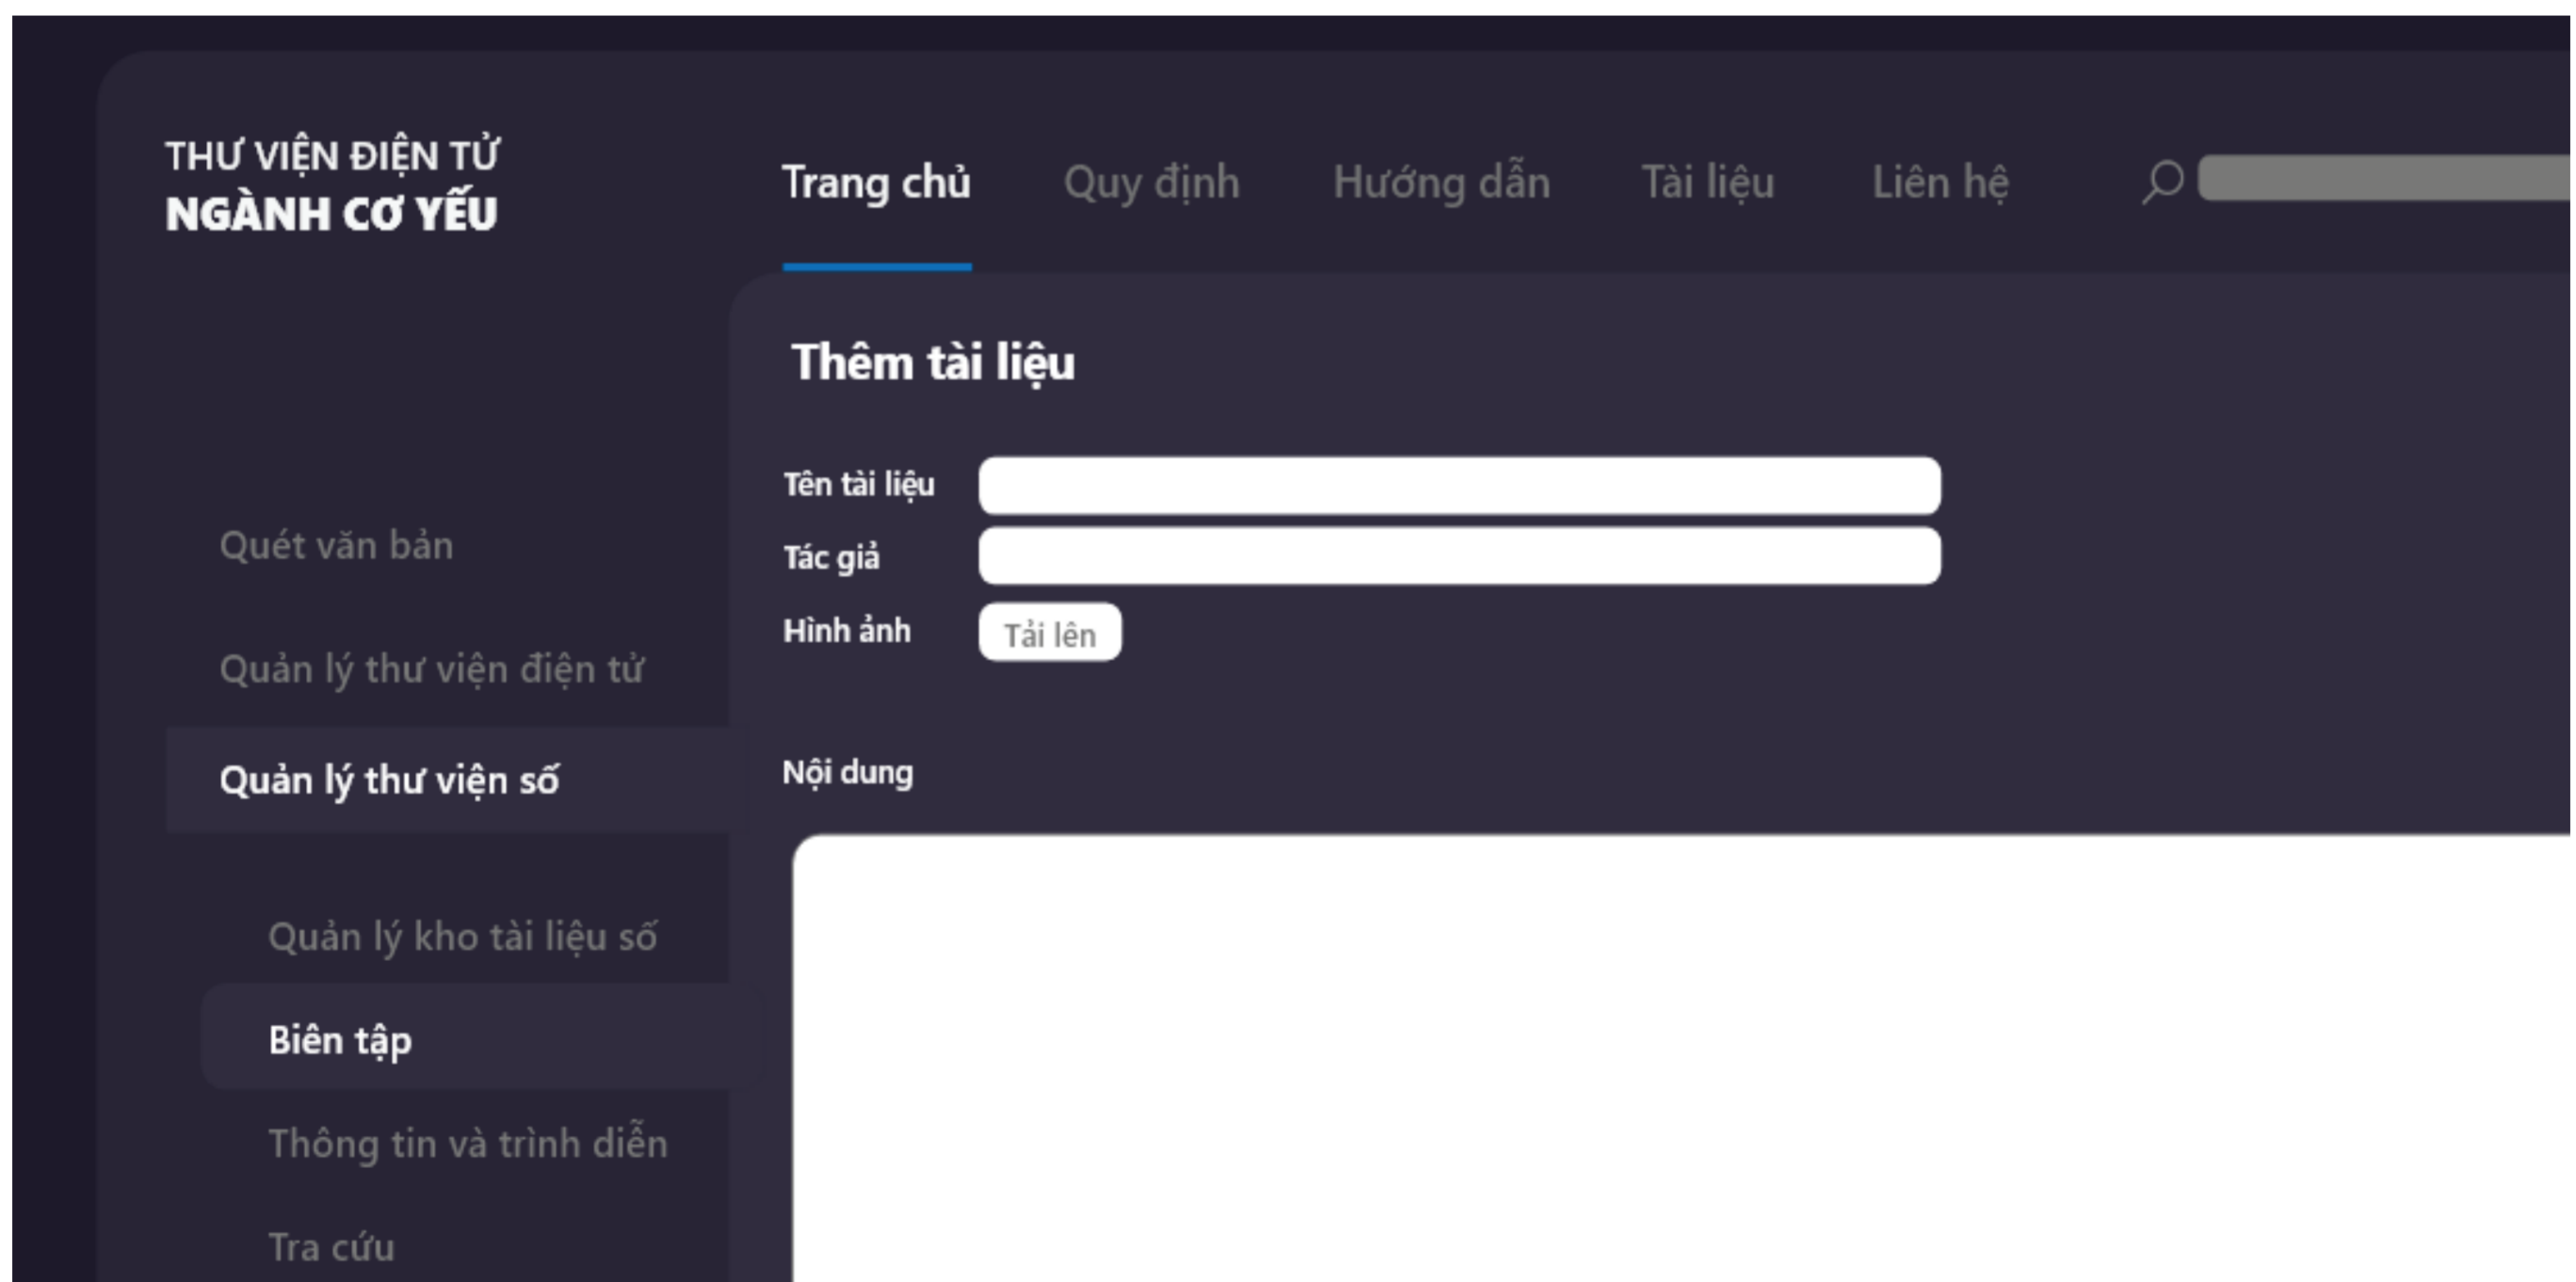 THƯ VIỆN ĐIỆN TỬ
NGÀNH CƠ YẾU
Trang chủ
Quy định
Hướng dẫn
Tài liệu
Liên hệ
Quét văn bản
Quản lý thư viện điện tử
Quản lý thư viện số
Quản lý kho tài liệu số
Biên tập
Thông tin và trình diễn
Tra cứu
Thêm tài liệu
Tên tài liệu
Tác giả
Hình ảnh
Tải lên
Nội dung